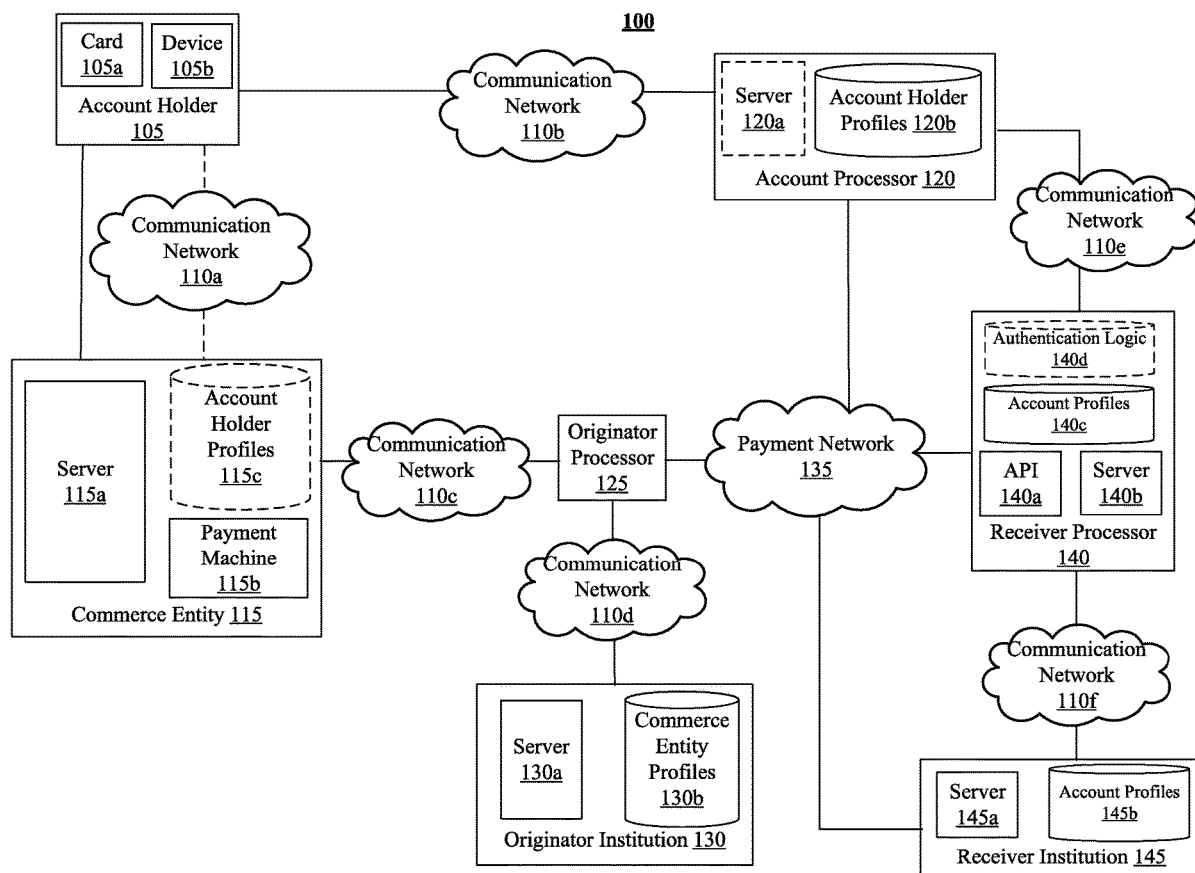 100
Card
105a
Device
105b
Account Holder
105
Communication
Network
110b
Server
120a
Account Holder
Profiles 120b
Account Processor 120
Communication
Network
110a
Communication
Network
110e
Server
115a
Account
Holder
Profiles
115c
Payment
Machine
115b
Commerce Entity 115
Communication
Network
110c
Originator
Processor
125
Payment Network
135
Authentication Logic
140d
Account Profiles
140c
API
140a
Server
140b
Receiver Processor
140
Communication
Network
110d
Communication
Network
110f
Server
130a
Commerce
Entity
Profiles
130b
Originator Institution 130
Server
145a
Account Profiles
145b
Receiver Institution 145